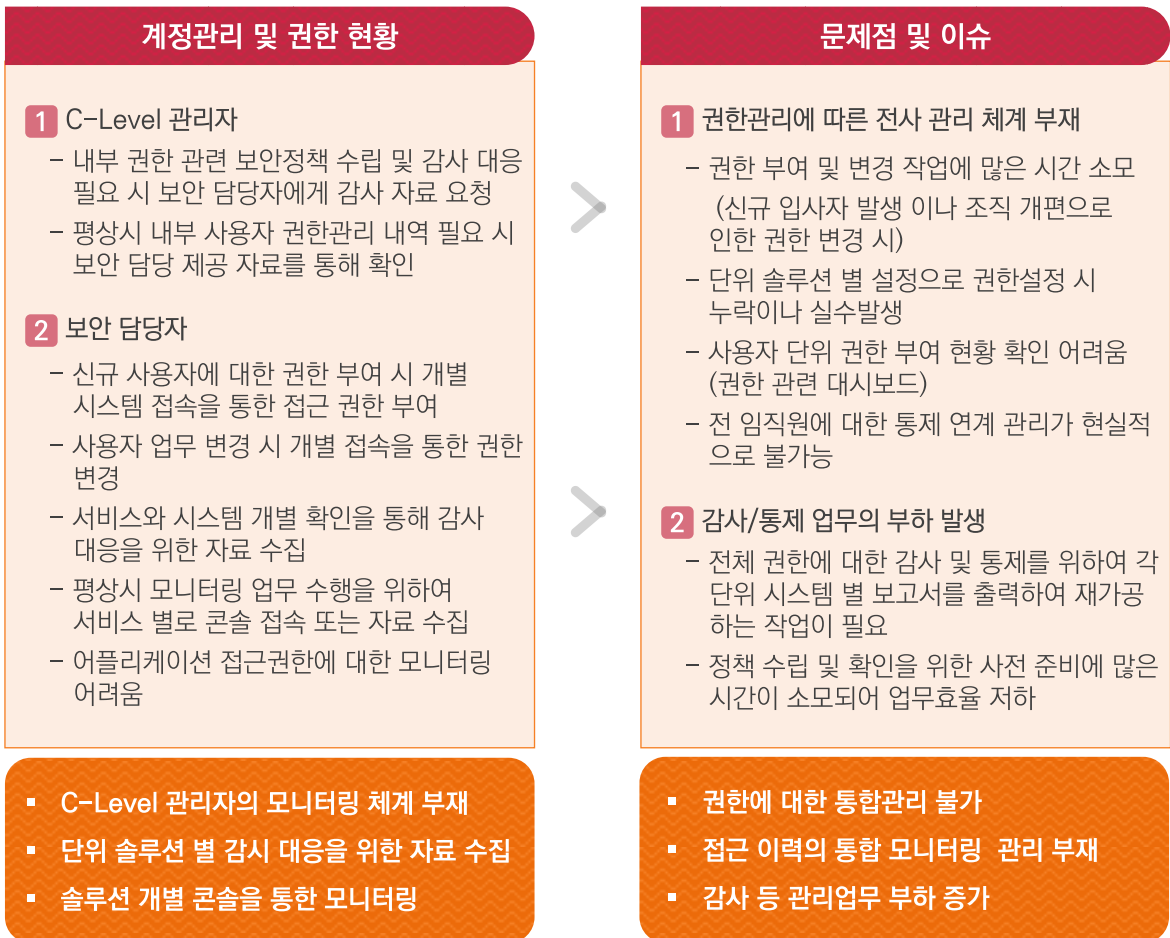 계정관리 및 권한 현황
1 C-Level 관리자
- 내부 권한 관련 보안정책 수립 및 감사 대응
필요 시 보안 담당자에게 감사 자료 요청
- 평상시 내부 사용자 권한관리 내역 필요 시
보안 담당 제공 자료를 통해 확인
2 보안 담당자
- 신규 사용자에 대한 권한 부여 시 개별
시스템 접속을 통한 접근 권한 부여
- 사용자 업무 변경 시 개별 접속을 통한 권한
변경
- 서비스와 시스템 개별 확인을 통해 감사
대응을 위한 자료 수집
- 평상시 모니터링 업무 수행을 위하여
서비스 별로 콘솔 접속 또는 자료 수집
- 어플리케이션 접근권한에 대한 모니터링
어려움
▪ C-Level 관리자의 모니터링 체계 부재
▪ 단위 솔루션 별 감시 대응을 위한 자료 수집
▪ 솔루션 개별 콘솔을 통한 모니터링
문제점 및 이슈
1 권한관리에 따른 전사 관리 체계 부재
- 권한 부여 및 변경 작업에 많은 시간 소모
(신규 입사자 발생 이나 조직 개편으로
인한 권한 변경 시)
- 단위 솔루션 별 설정으로 권한설정 시
누락이나 실수발생
- 사용자 단위 권한 부여 현황 확인 어려움
(권한 관련 대시보드)
- 전 임직원에 대한 통제 연계 관리가 현실적
으로 불가능
2 감사/통제 업무의 부하 발생
- 전체 권한에 대한 감사 및 통제를 위하여 각
단위 시스템 별 보고서를 출력하여 재가공
하는 작업이 필요
- 정책 수립 및 확인을 위한 사전 준비에 많은
시간이 소모되어 업무효율 저하
▪ 권한에 대한 통합관리 불가
▪ 접근 이력의 통합 모니터링 관리 부재
▪ 감사 등 관리업무 부하 증가